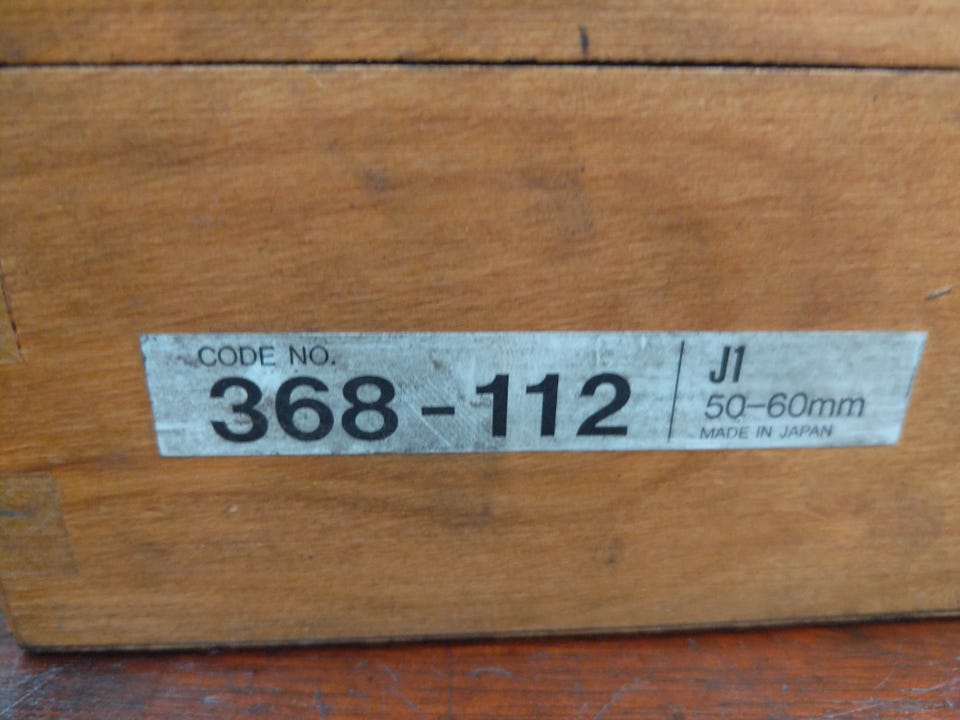 CODE NO.
368-112
J1
50-60mm
MADE IN JAPAN